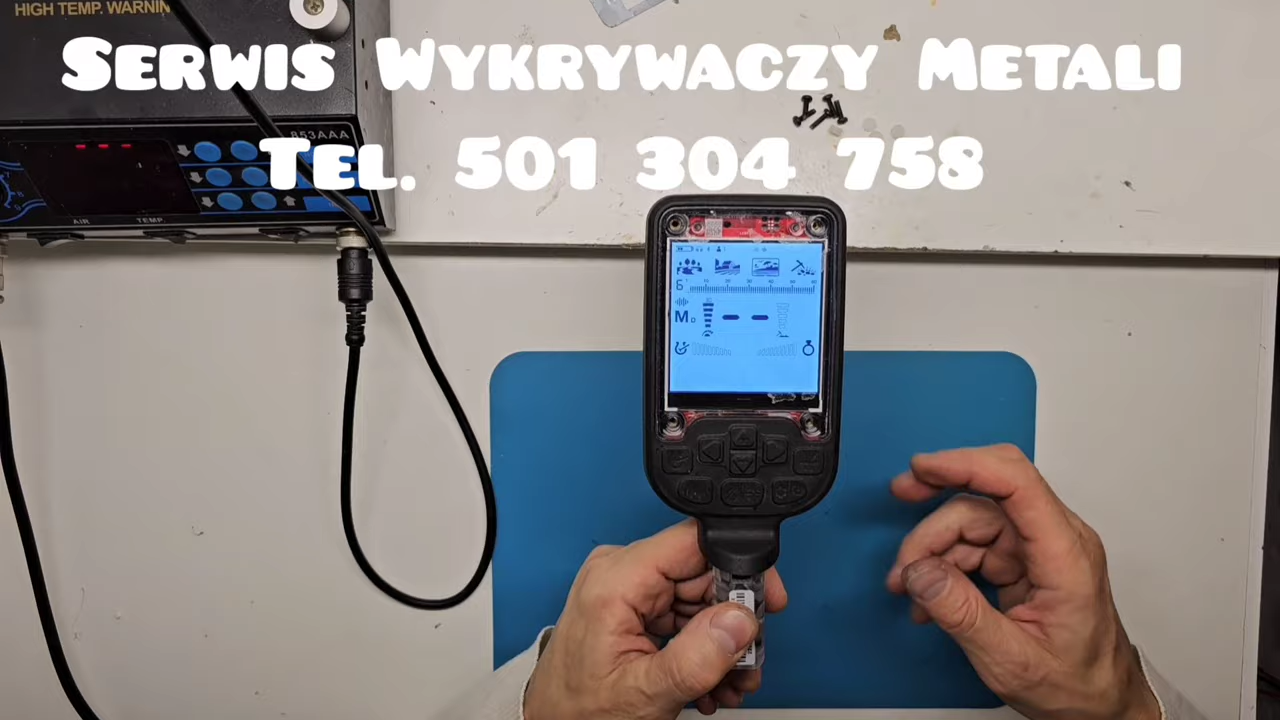 HIGH TEMP. WARNIN
SERWIS WYKRYWACZY METALI
853AAA
TEL. 501 304 758
AIR TEMP.